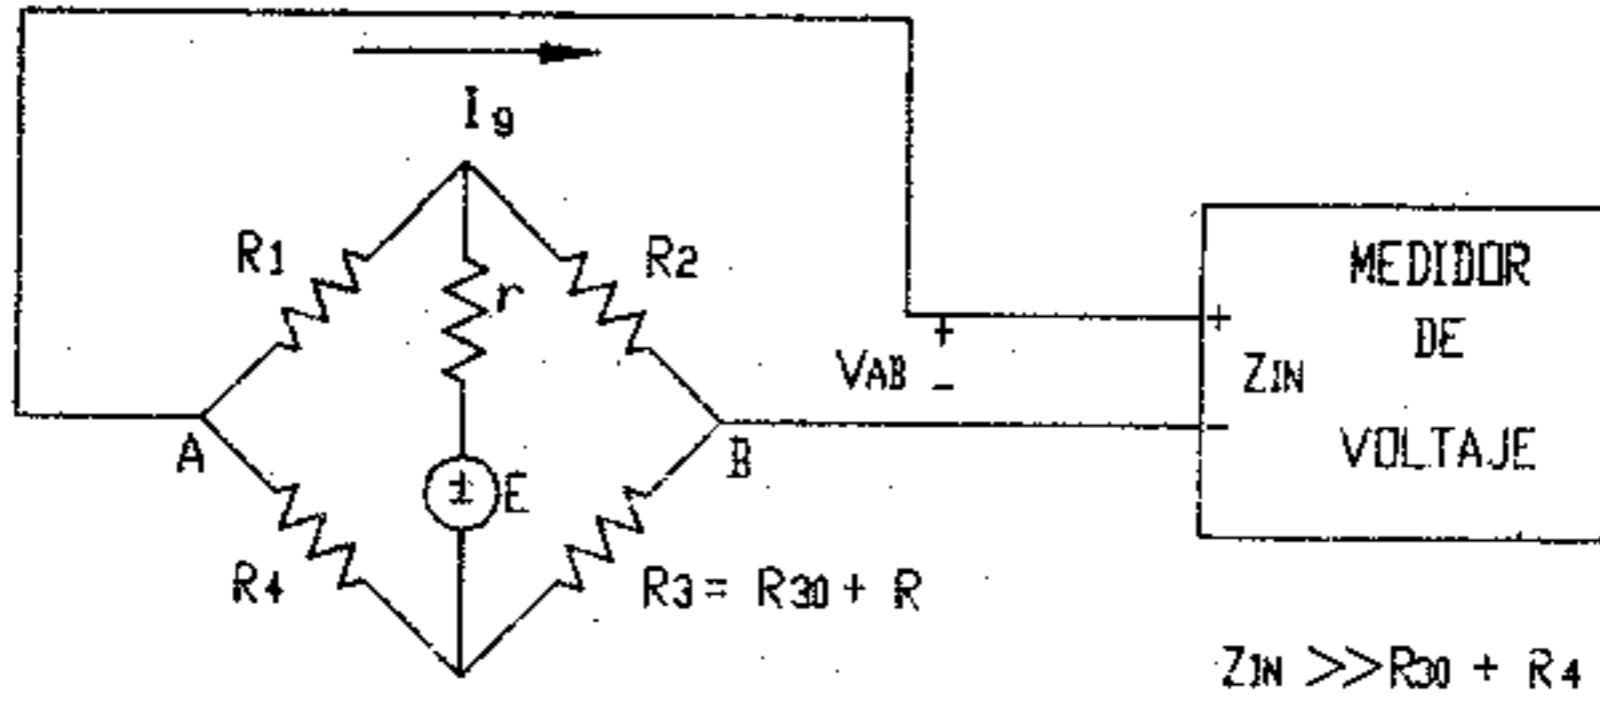 Ig
R1
R2
r
MEDIDOR
DE
VOLTAJE
+
-
ZIN
+
VAB -
A
B
± E
R4
R3 = R30 + R
ZIN >>R30 + R4